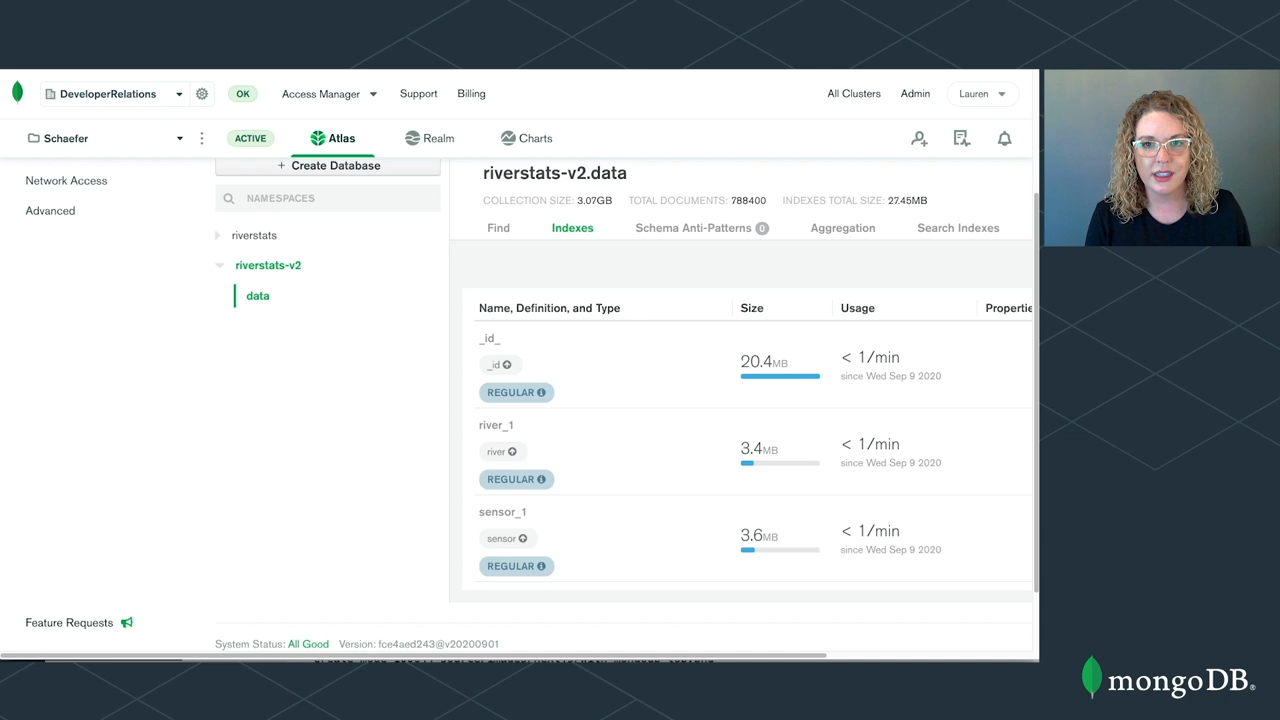 DeveloperRelations
OK
Access Manager
Support
Billing
All Clusters
Admin
Lauren
Schaefer
ACTIVE
Atlas
Realm
Charts
Network Access
Advanced
+ Create Database
NAMESPACES
riverstats
riverstats-v2
data
riverstats-v2.data
COLLECTION SIZE: 3.07GB TOTAL DOCUMENTS: 788400 INDEXES TOTAL SIZE: 27.45MB
Find Indexes Schema Anti-Patterns 0 Aggregation Search Indexes
Name, Definition, and Type Size Usage Propertie
_id_
_id
REGULAR
20.4MB
< 1/min
since Wed Sep 9 2020
river_1
river
REGULAR
3.4MB
< 1/min
since Wed Sep 9 2020
sensor_1
sensor
REGULAR
3.6MB
< 1/min
since Wed Sep 9 2020
Feature Requests
System Status: All Good Version: fce4aed243@v20200901
mongoDB®